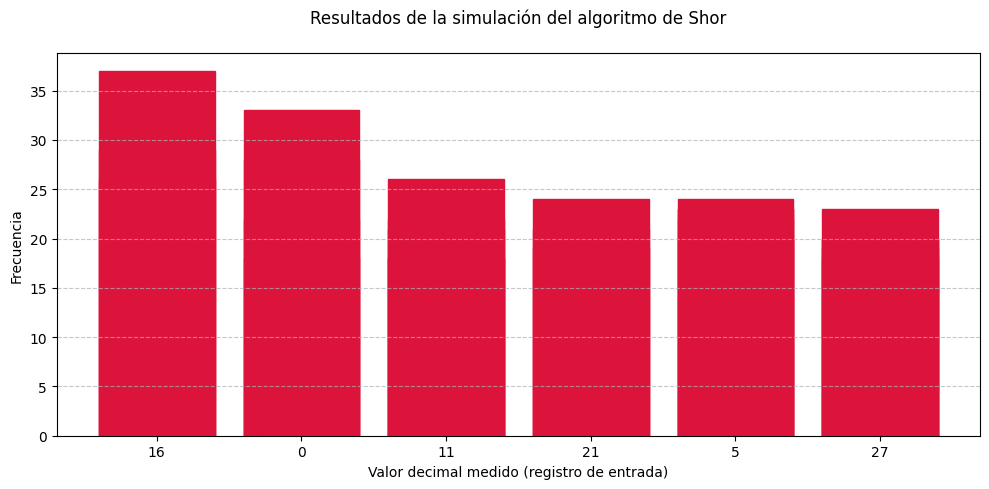 Resultados de la simulación del algoritmo de Shor
Frecuencia
35
30
25
20
15
10
5
0
16 0 11 21 5 27
Valor decimal medido (registro de entrada)